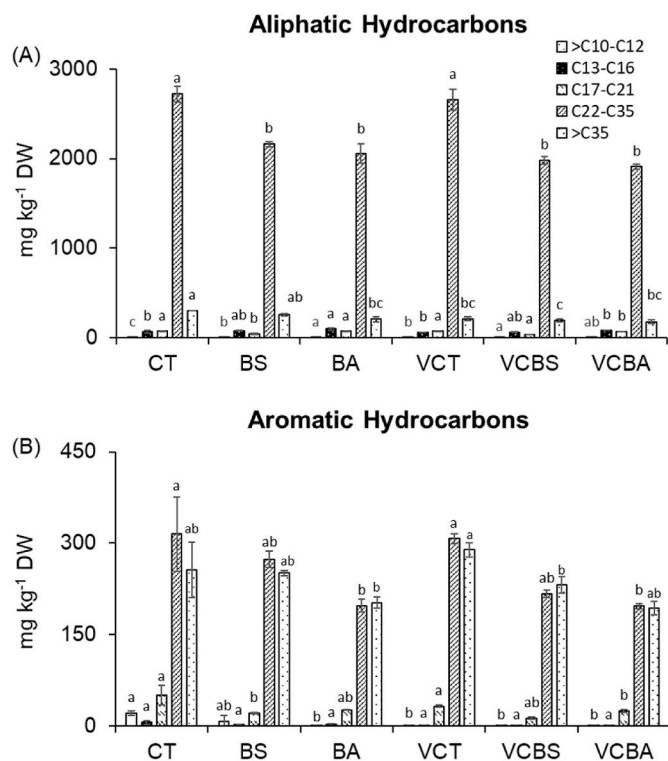 Aliphatic Hydrocarbons
(A)
>C10-C12
C13-C16
C17-C21
C22-C35
>C35
3000
2000
1000
0
mg kg⁻¹ DW
c b a a a
b ab a b ab
a a a b bc
b b a a bc
a ab a b c
ab a a b bc
CT BS BA VCT VCBS VCBA
Aromatic Hydrocarbons
(B)
450
300
150
0
mg kg⁻¹ DW
a a a a ab
ab a b ab ab
b a ab b b
b a ab a a
b a ab ab b
b a b b ab
CT BS BA VCT VCBS VCBA